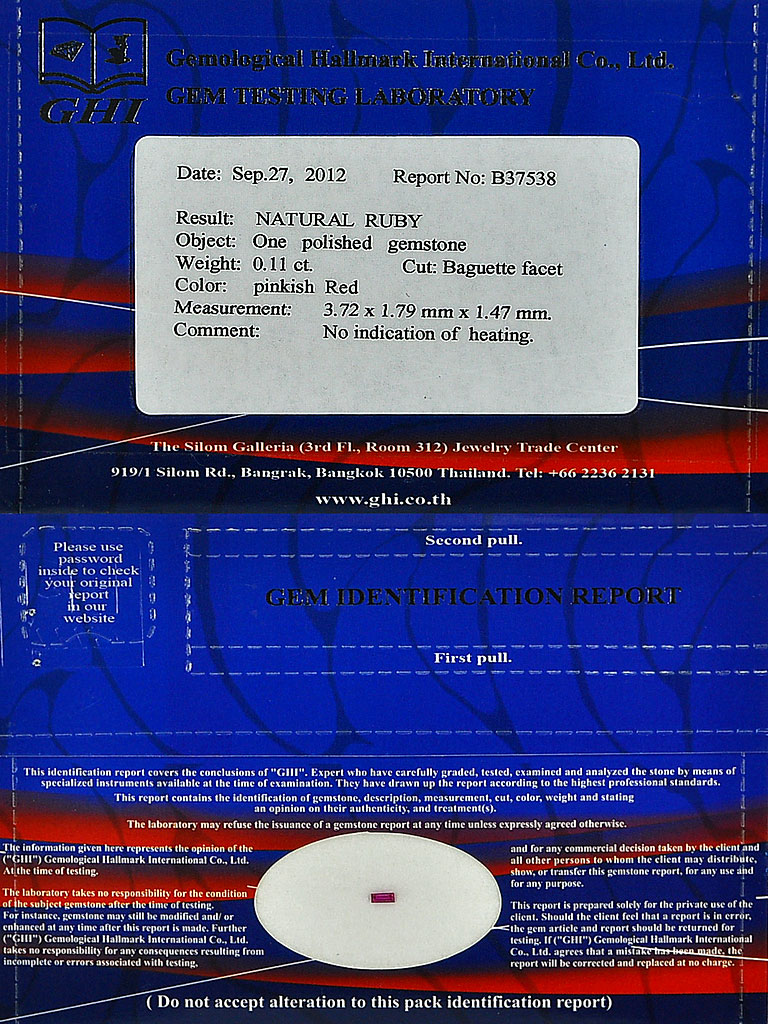 Gemological Hallmark International Co., Ltd.
GHI
GEM TESTING LABORATORY
Date: Sep.27, 2012 Report No: B37538
Result: NATURAL RUBY
Object: One polished gemstone
Weight: 0.11 ct. Cut: Baguette facet
Color: pinkish Red
Measurement: 3.72 x 1.79 mm x 1.47 mm.
Comment: No indication of heating.
The Silom Galleria (3rd Fl., Room 312) Jewelry Trade Center
919/1 Silom Rd., Bangrak, Bangkok 10500 Thailand. Tel: +66 2236 2131
www.ghi.co.th
Please use
password
inside to check
your original
report
in our
website
Second pull.
GEM IDENTIFICATION REPORT
First pull.
This identification report covers the conclusions of "GHI". Expert who have carefully graded, tested, examined and analyzed the stone by means of
specialized instruments available at the time of examination. They have drawn up the report according to the highest professional standards.
This report contains the identification of gemstone, description, measurement, cut, color, weight and stating
an opinion on their authenticity, and treatment(s).
The laboratory may refuse the issuance of a gemstone report at any time unless expressly agreed otherwise.
The information given here represents the opinion of the
("GHI") Gemological Hallmark International Co., Ltd.
At the time of testing.
The laboratory takes no responsibility for the condition
of the subject gemstone after the time of testing.
For instance, gemstone may still be modified and/ or
enhanced at any time after this report is made. Further
("GHI") Gemological Hallmark International Co., Ltd.
takes no responsibility for any consequences resulting from
incomplete or errors associated with testing,
and for any commercial decision taken by the client and
all other persons to whom the client may distribute,
show, or transfer this gemstone report, for any use and
for any purpose.
This report is prepared solely for the private use of the
client. Should the client feel that a report is in error,
the gem article and report should be returned for
testing. If ("GHI") Gemological Hallmark International
Co., Ltd. agrees that a mistake has been made, the
report will be corrected and replaced at no charge.
( Do not accept alteration to this pack identification report)